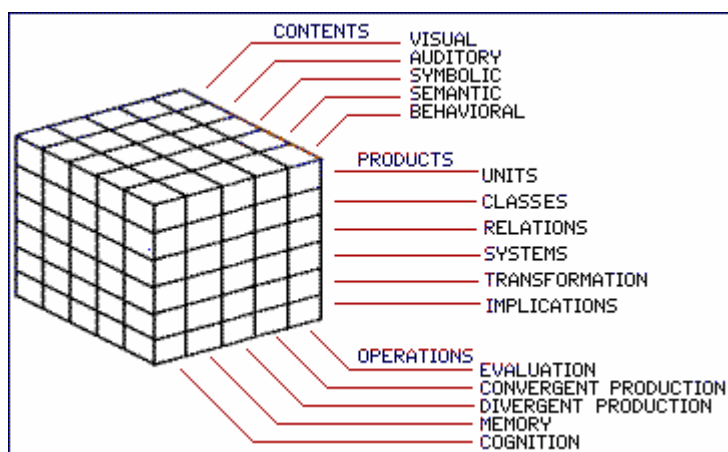 CONTENTS
VISUAL
AUDITORY
SYMBOLIC
SEMANTIC
BEHAVIORAL
PRODUCTS
UNITS
CLASSES
RELATIONS
SYSTEMS
TRANSFORMATION
IMPLICATIONS
OPERATIONS
EVALUATION
CONVERGENT PRODUCTION
DIVERGENT PRODUCTION
MEMORY
COGNITION